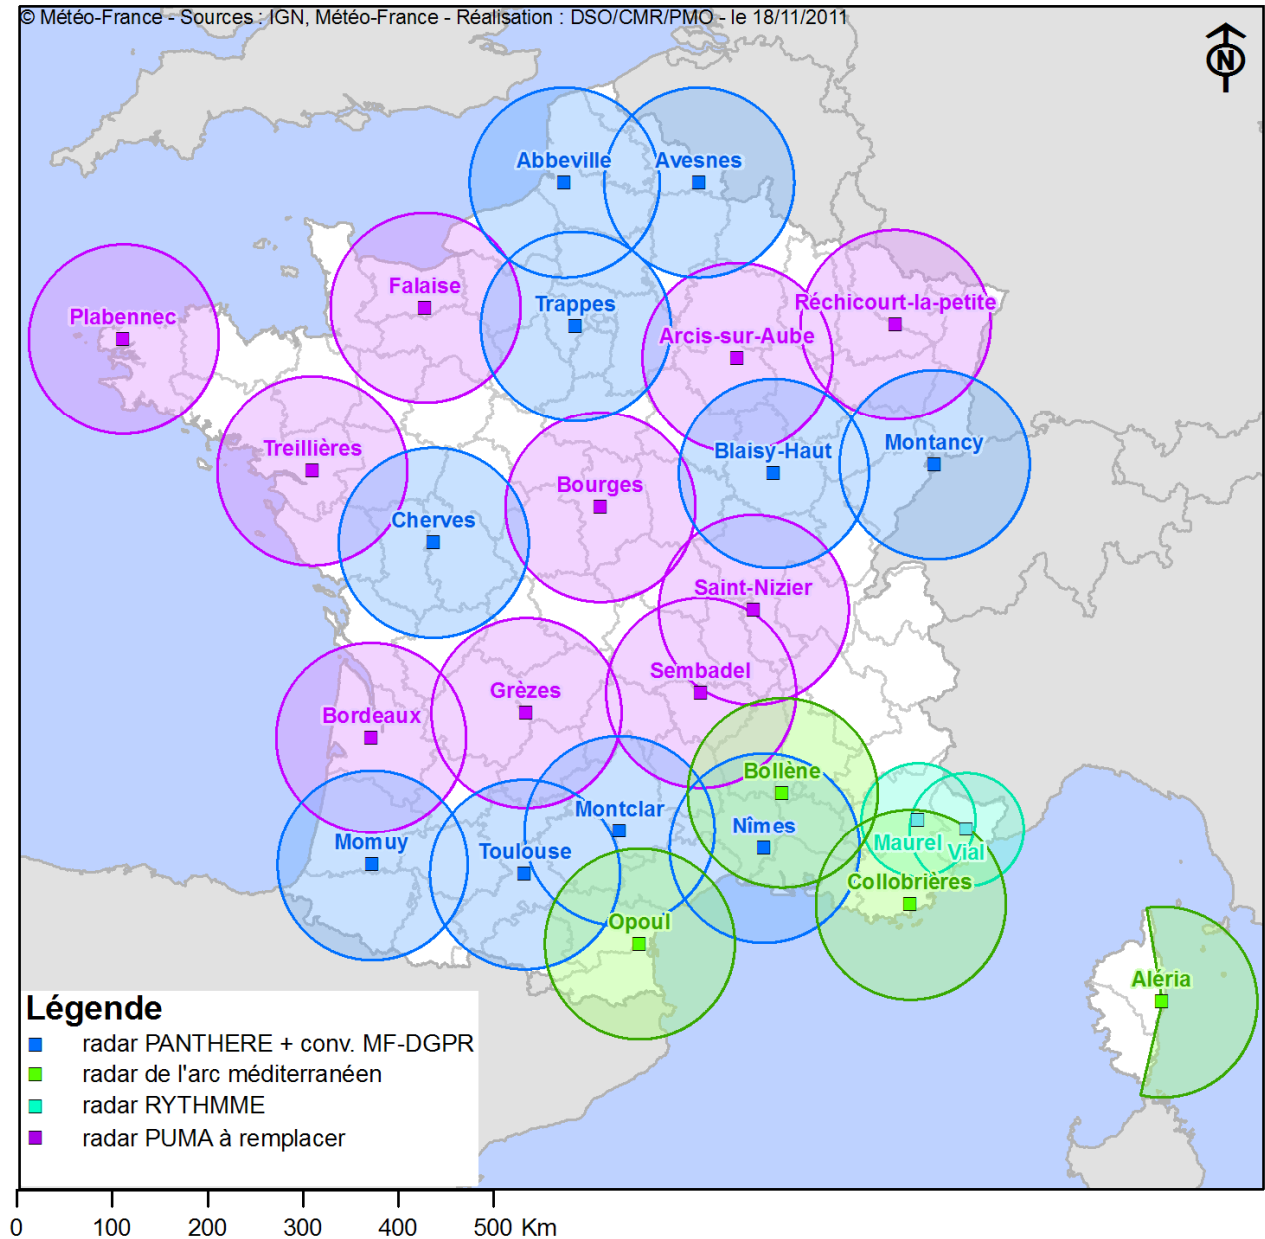 © Météo-France - Sources : IGN, Météo-France - Réalisation : DSO/CMR/PMO - le 18/11/2011
N
Abbeville
Avesnes
Falaise
Trappes
Réchicourt-la-petite
Plabennec
Arcis-sur-Aube
Treillières
Blaisy-Haut
Montancy
Bourges
Cherves
Saint-Nizier
Sembadel
Grèzes
Bordeaux
Bollène
Montclar
Nîmes
Momuy
Toulouse
Maurel
Vial
Collobrières
Opoul
Aléria
Légende
radar PANTHERE + conv. MF-DGPR
radar de l'arc méditerranéen
radar RYTHMME
radar PUMA à remplacer
0 100 200 300 400 500 Km